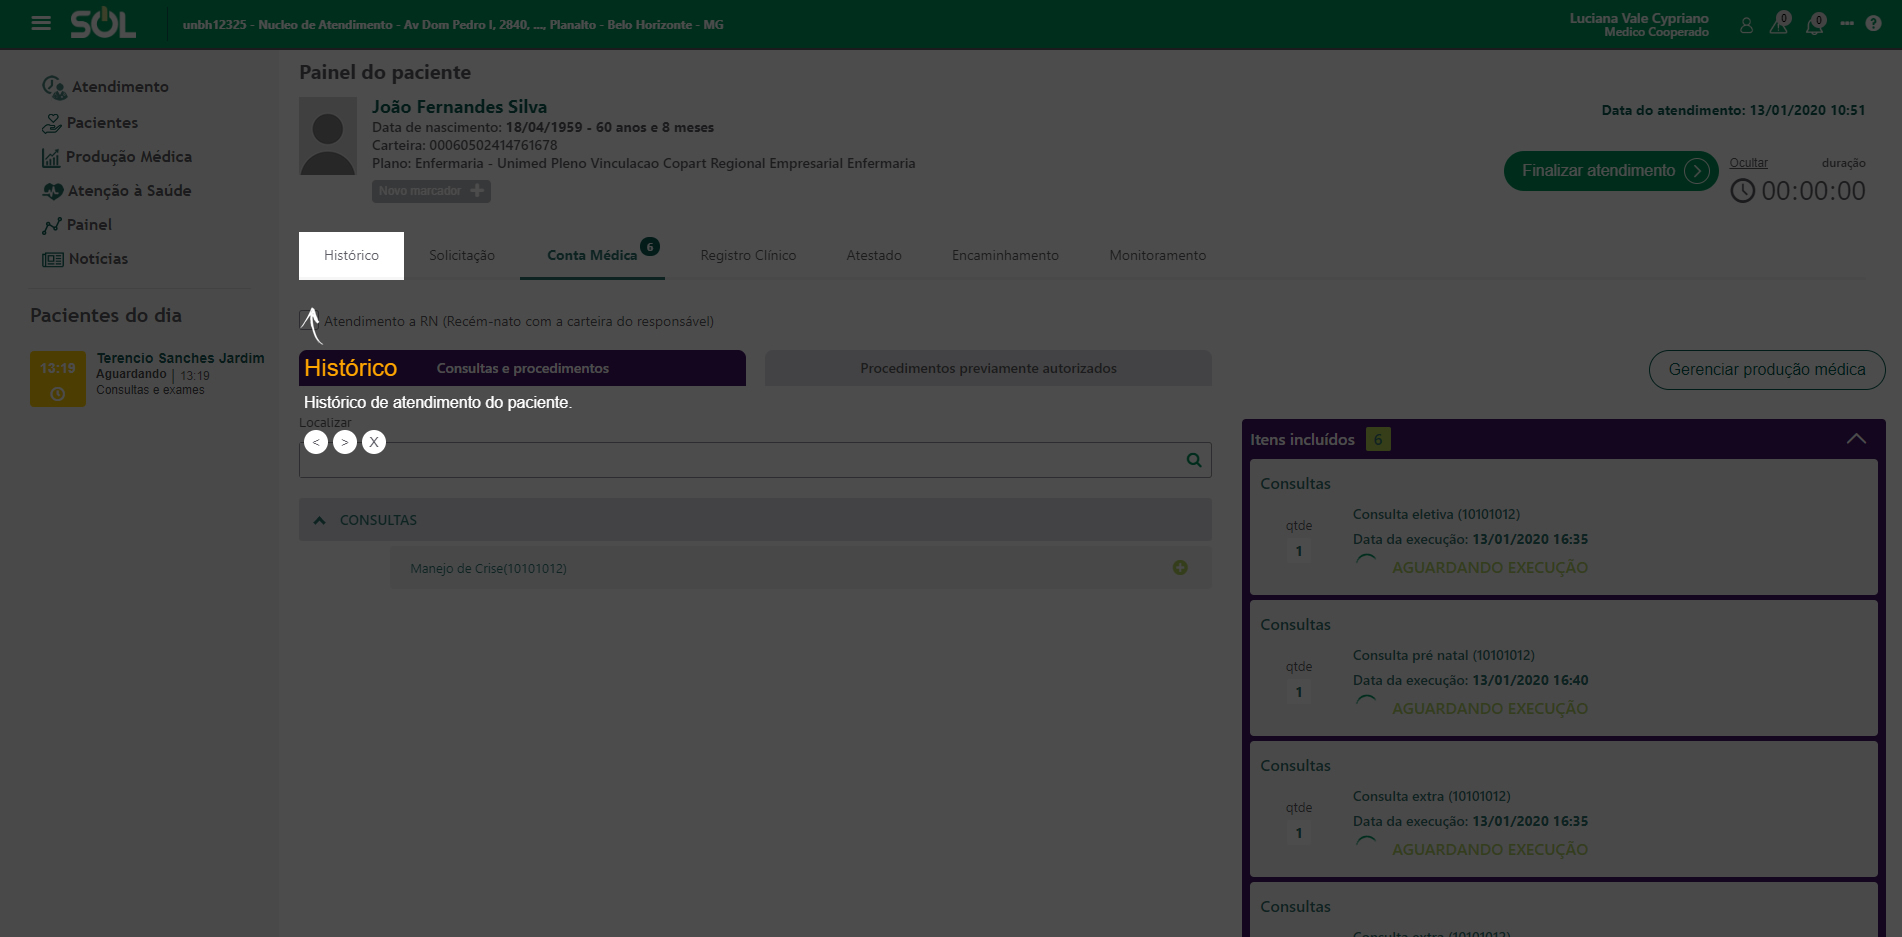 SOL
unbh12325 - Nucleo de Atendimento - Av Dom Pedro I, 2840, ..., Planalto - Belo Horizonte - MG
Luciana Vale Cypriano
Medico Cooperado
0
0
?
Atendimento
Pacientes
Produção Médica
Atenção à Saúde
Painel
Notícias
Pacientes do dia
13:19
Terencio Sanches Jardim
Aguardando | 13:19
Consultas e exames
Painel do paciente
João Fernandes Silva
Data de nascimento: 18/04/1959 - 60 anos e 8 meses
Carteira: 00060502414761678
Plano: Enfermaria - Unimed Pleno Vinculacao Copart Regional Empresarial Enfermaria
Novo marcador
Data do atendimento: 13/01/2020 10:51
Finalizar atendimento
Ocultar
duração
00:00:00
Histórico
Solicitação
Conta Médica 6
Registro Clínico
Atestado
Encaminhamento
Monitoramento
Atendimento a RN (Recém-nato com a carteira do responsável)
Histórico
Consultas e procedimentos
Procedimentos previamente autorizados
Gerenciar produção médica
Histórico de atendimento do paciente.
Localizar
< > X
CONSULTAS
Manejo de Crise(10101012)
Itens incluídos 6
Consultas
qtde
1
Consulta eletiva (10101012)
Data da execução: 13/01/2020 16:35
AGUARDANDO EXECUÇÃO
Consultas
qtde
1
Consulta pré natal (10101012)
Data da execução: 13/01/2020 16:40
AGUARDANDO EXECUÇÃO
Consultas
qtde
1
Consulta extra (10101012)
Data da execução: 13/01/2020 16:35
AGUARDANDO EXECUÇÃO
Consultas
Consulta extra (10101012)